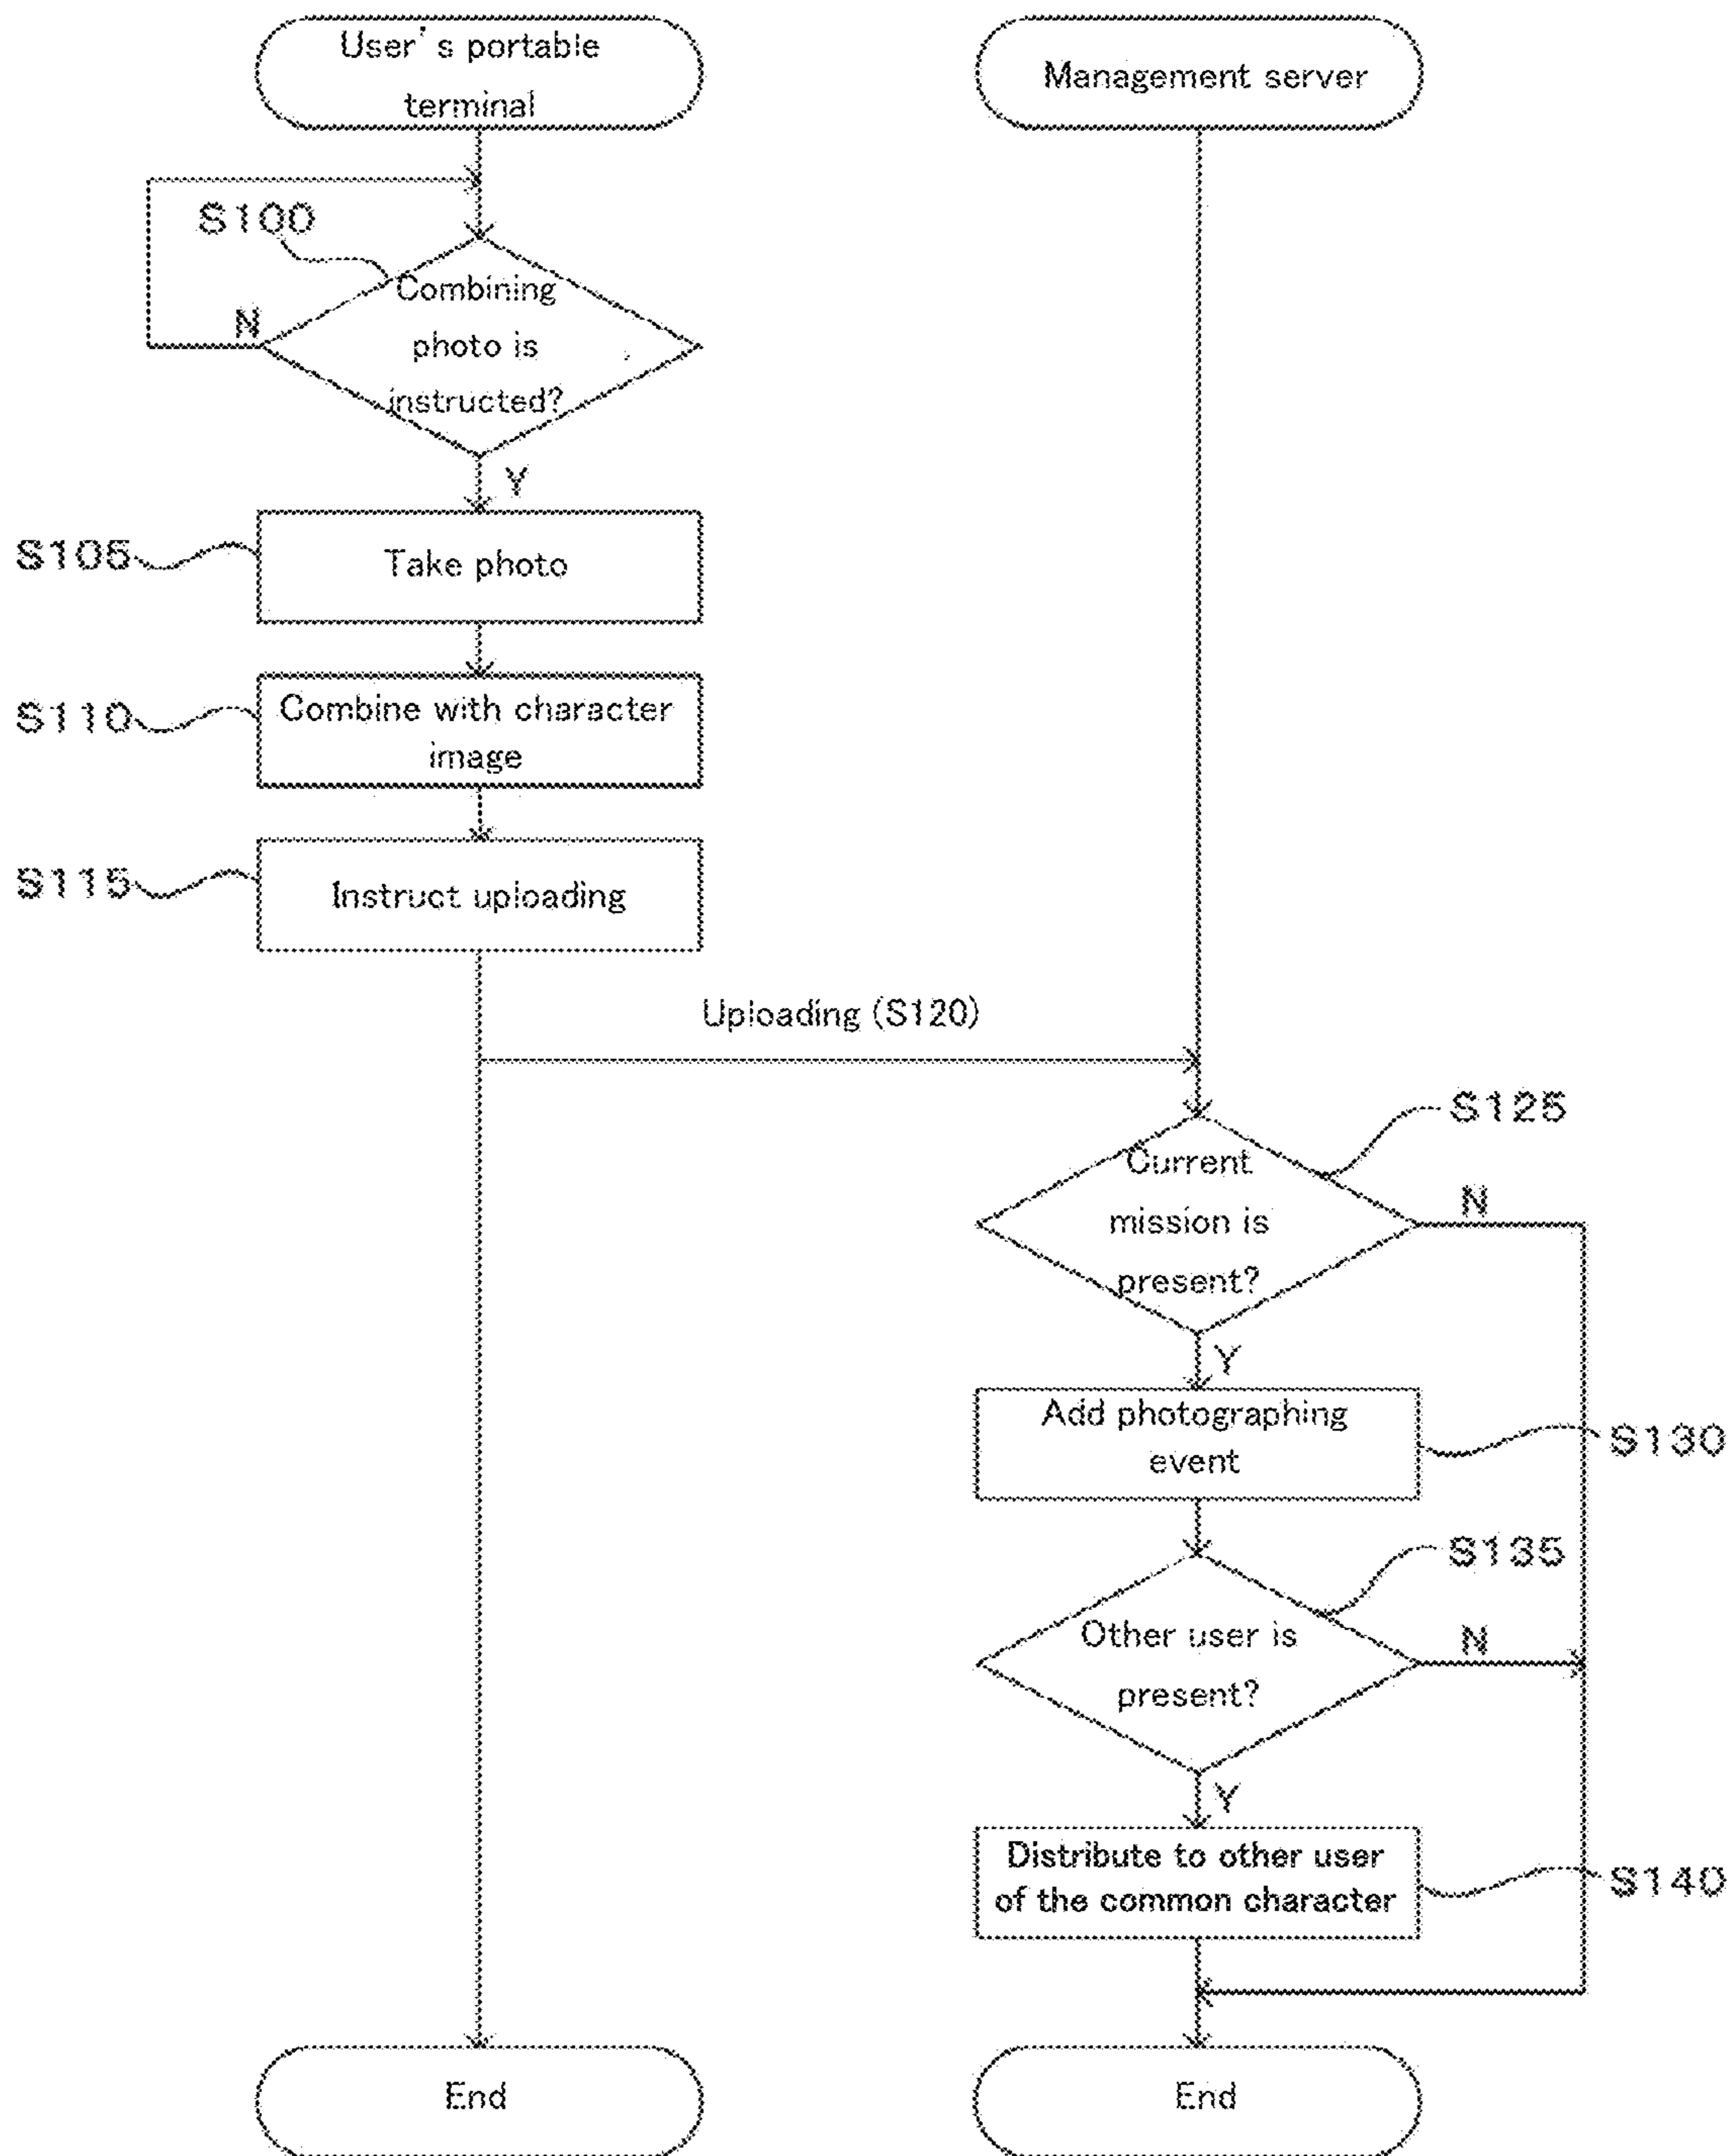 User's portable
terminal
Management server
S100
Combining
photo is
instructed?
N
Y
S105
Take photo
S110
Combine with character
image
S115
Instruct uploading
Uploading (S120)
S125
Current
mission is
present?
N
Y
Add photographing
event
S130
S135
Other user is
present?
N
Y
Distribute to other user
of the common character
S140
End
End